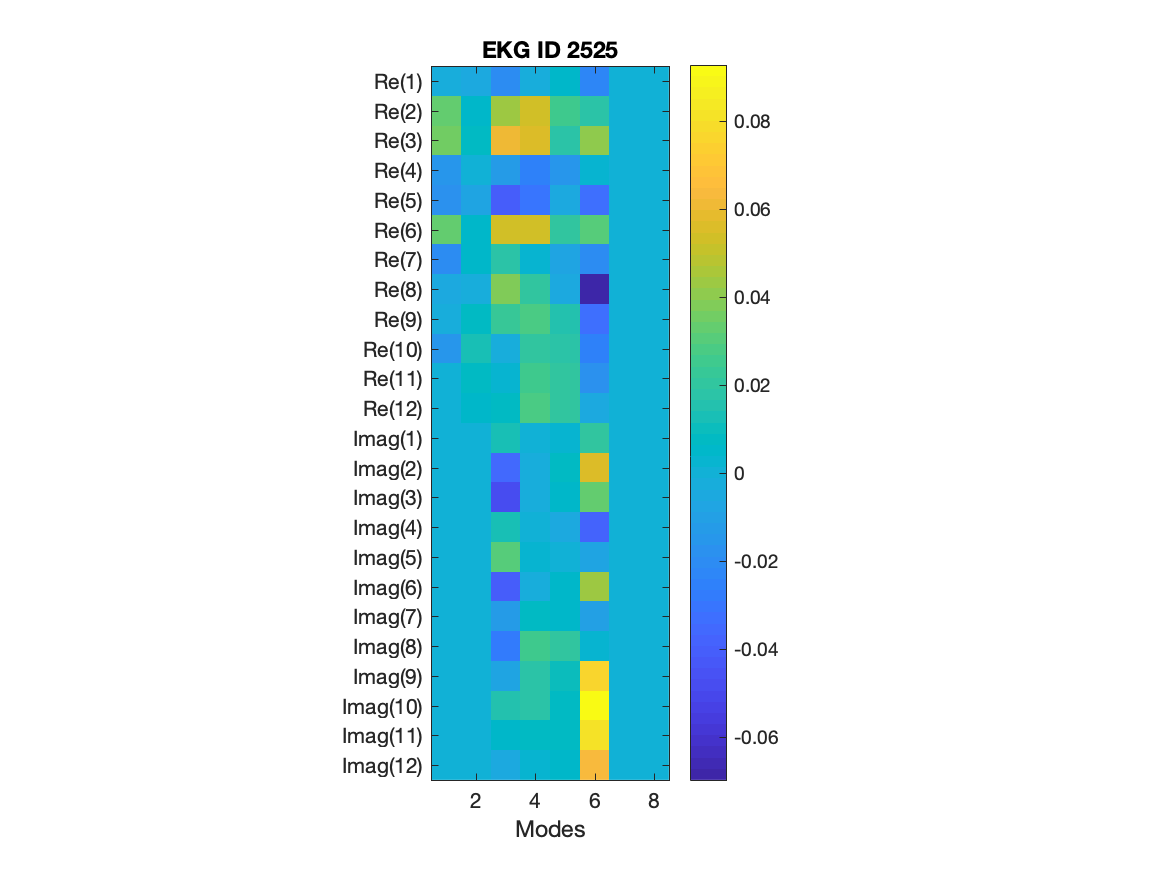 EKG ID 2525
Re(1)
Re(2)
Re(3)
Re(4)
Re(5)
Re(6)
Re(7)
Re(8)
Re(9)
Re(10)
Re(11)
Re(12)
Imag(1)
Imag(2)
Imag(3)
Imag(4)
Imag(5)
Imag(6)
Imag(7)
Imag(8)
Imag(9)
Imag(10)
Imag(11)
Imag(12)
2 4 6 8
Modes
0.08
0.06
0.04
0.02
0
-0.02
-0.04
-0.06